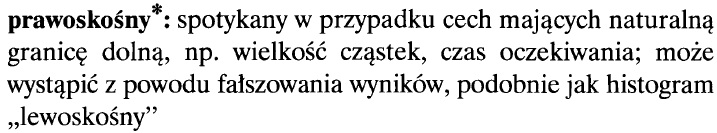 prawoskośny*: spotykany w przypadku cech mających naturalną
granicę dolną, np. wielkość cząstek, czas oczekiwania; może
wystąpić z powodu fałszowania wyników, podobnie jak histogram
„lewoskośny”